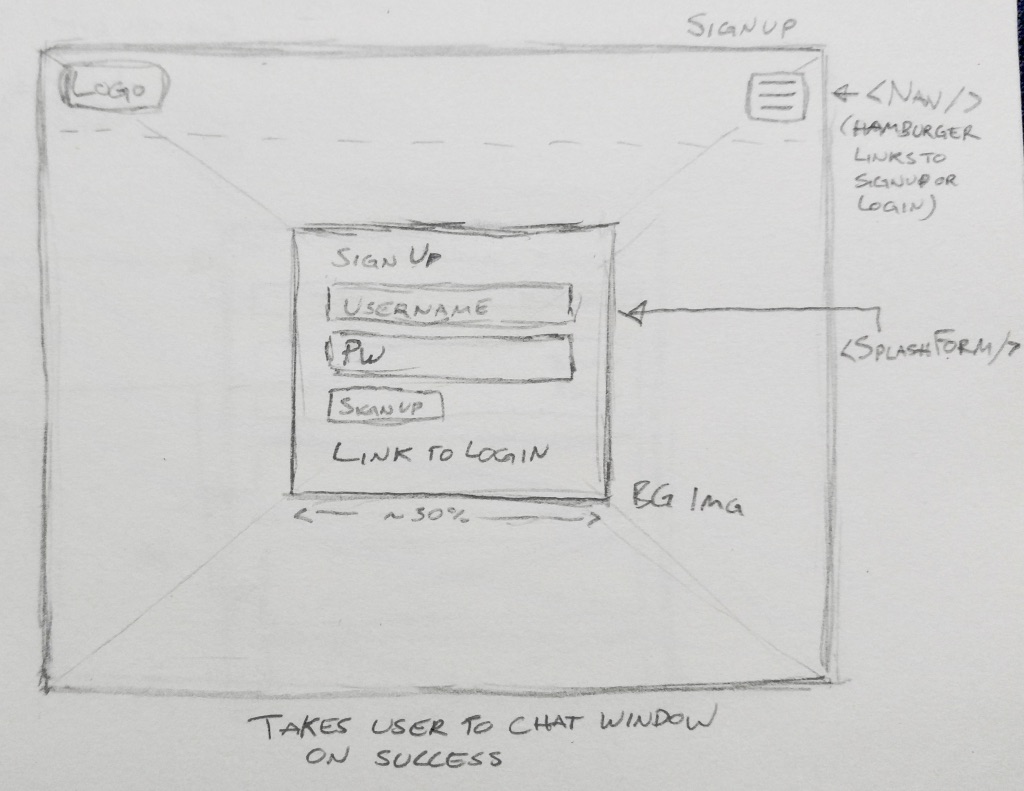 SIGNUP
LOGO
← <NAV/>
(HAMBURGER
LINKS TO
SIGNUP OR
LOGIN)
SIGN UP
USERNAME
PW
SIGNUP
LINK TO LOGIN
<SPLASHFORM/>
BG IMG
~30%
TAKES USER TO CHAT WINDOW
ON SUCCESS